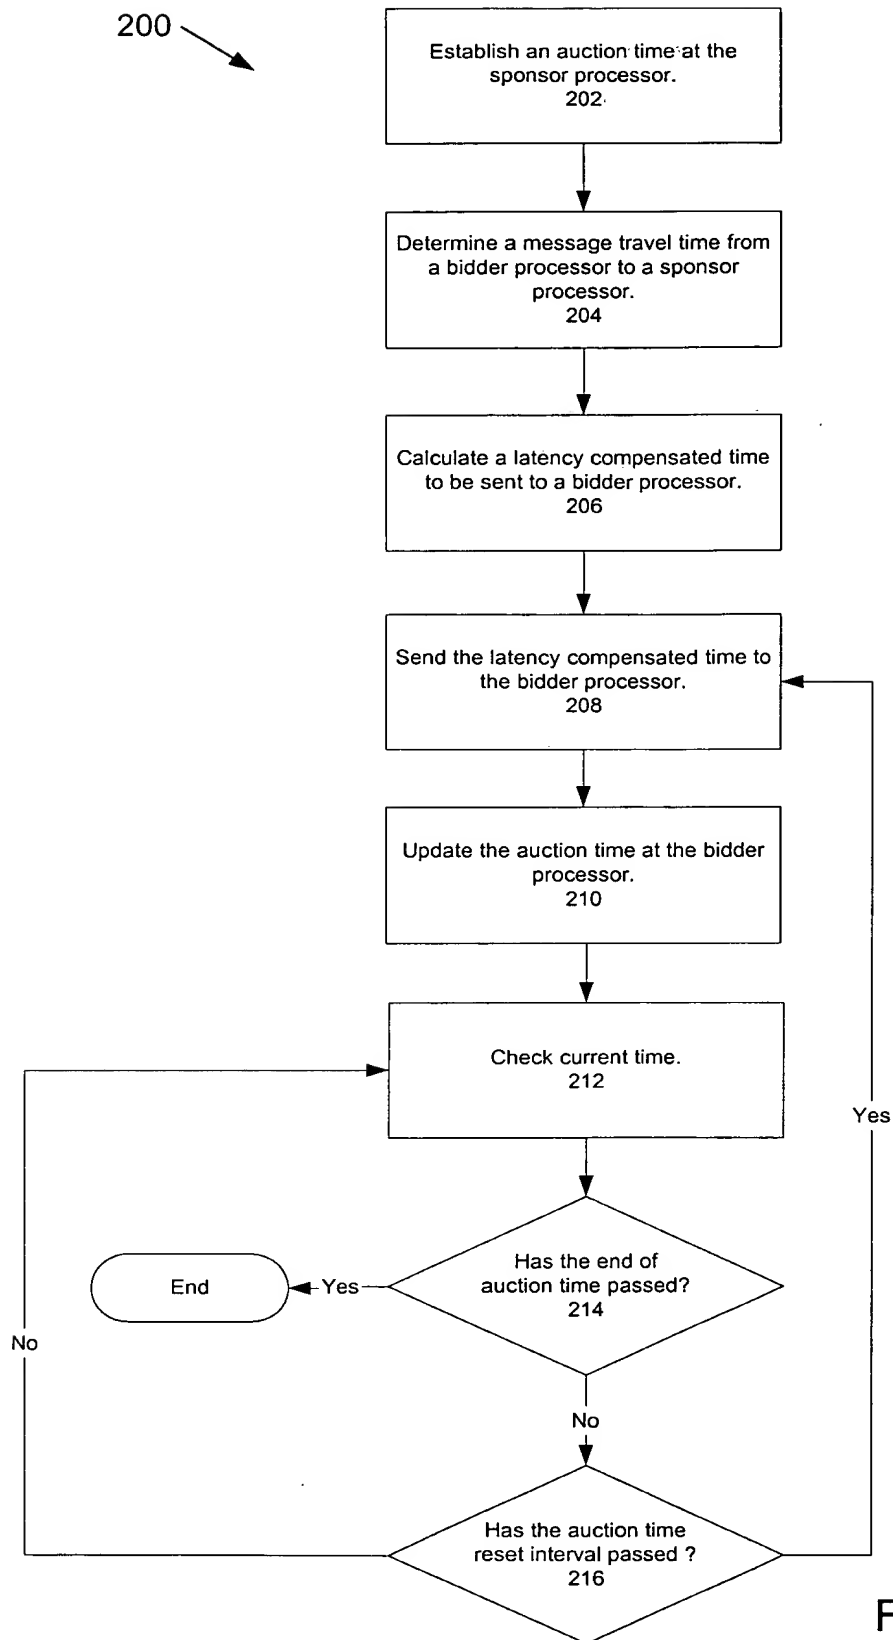 200
Establish an auction time at the
sponsor processor.
202
Determine a message travel time from
a bidder processor to a sponsor
processor.
204
Calculate a latency compensated time
to be sent to a bidder processor.
206
Send the latency compensated time to
the bidder processor.
208
Update the auction time at the bidder
processor.
210
Check current time.
212
Yes
Has the end of
auction time passed?
214
Yes
End
No
No
Has the auction time
reset interval passed ?
216
F